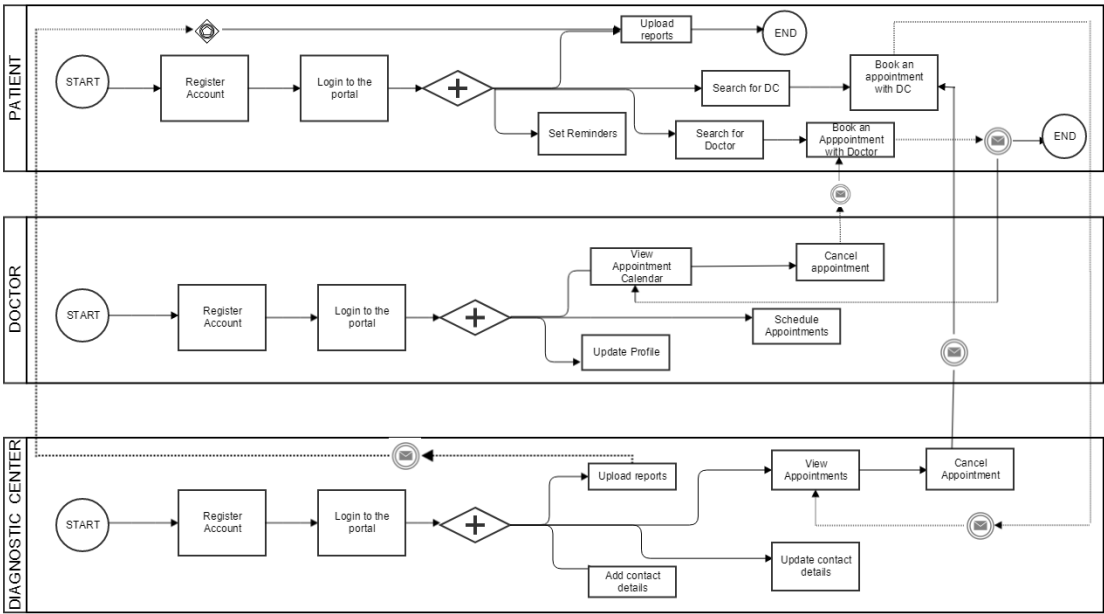 PATIENT
START
Register
Account
Login to the
portal
Upload
reports
END
Search for DC
Book an
appointment
with DC
Set Reminders
Search for
Doctor
Book an
Apppointment
with Doctor
END
DOCTOR
START
Register
Account
Login to the
portal
View
Appointment
Calendar
Cancel
appointment
Schedule
Appointments
Update Profile
DIAGNOSTIC CENTER
START
Register
Account
Login to the
portal
Upload reports
View
Appointments
Cancel
Appointment
Add contact
details
Update contact
details